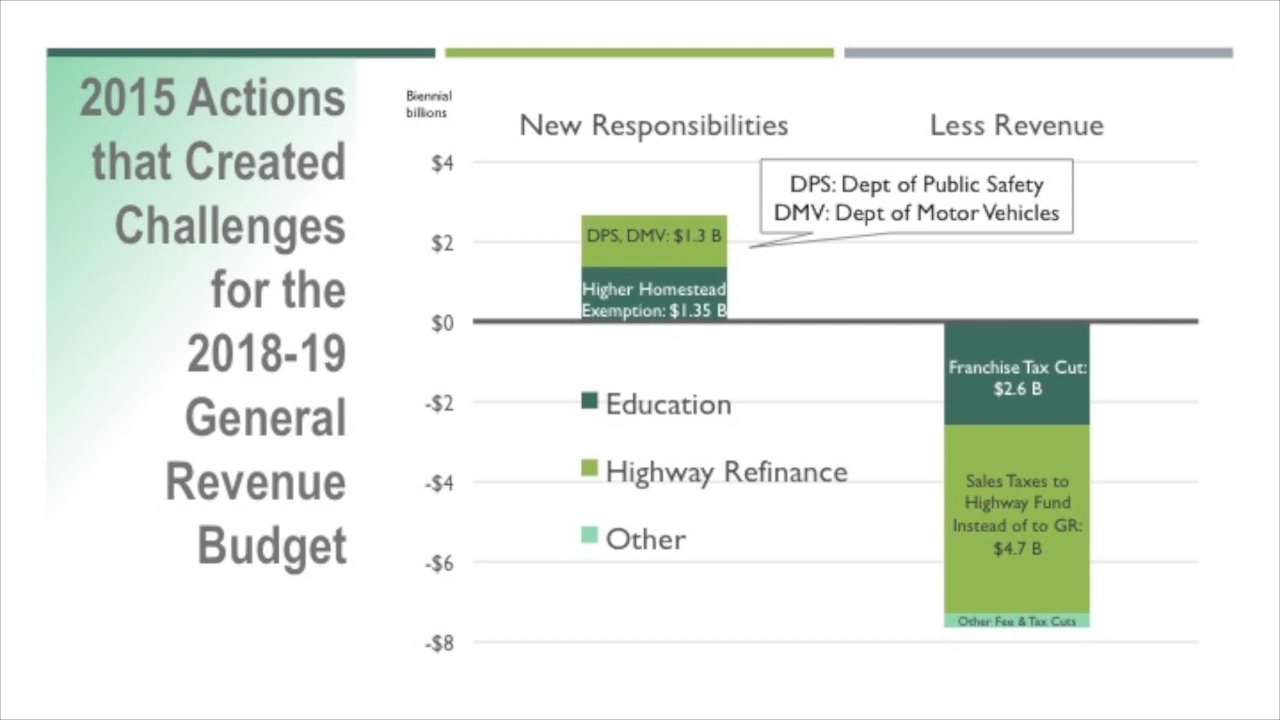 2015 Actions
that Created
Challenges
for the
2018-19
General
Revenue
Budget
Biennial
billions
New Responsibilities
Less Revenue
$4
$2
$0
-$2
-$4
-$6
-$8
DPS: Dept of Public Safety
DMV: Dept of Motor Vehicles
DPS, DMV: $1.3 B
Higher Homestead
Exemption: $1.35 B
Education
Highway Refinance
Other
Franchise Tax Cut:
$2.6 B
Sales Taxes to
Highway Fund
Instead of to GR:
$4.7 B
Other Fee & Tax Cuts